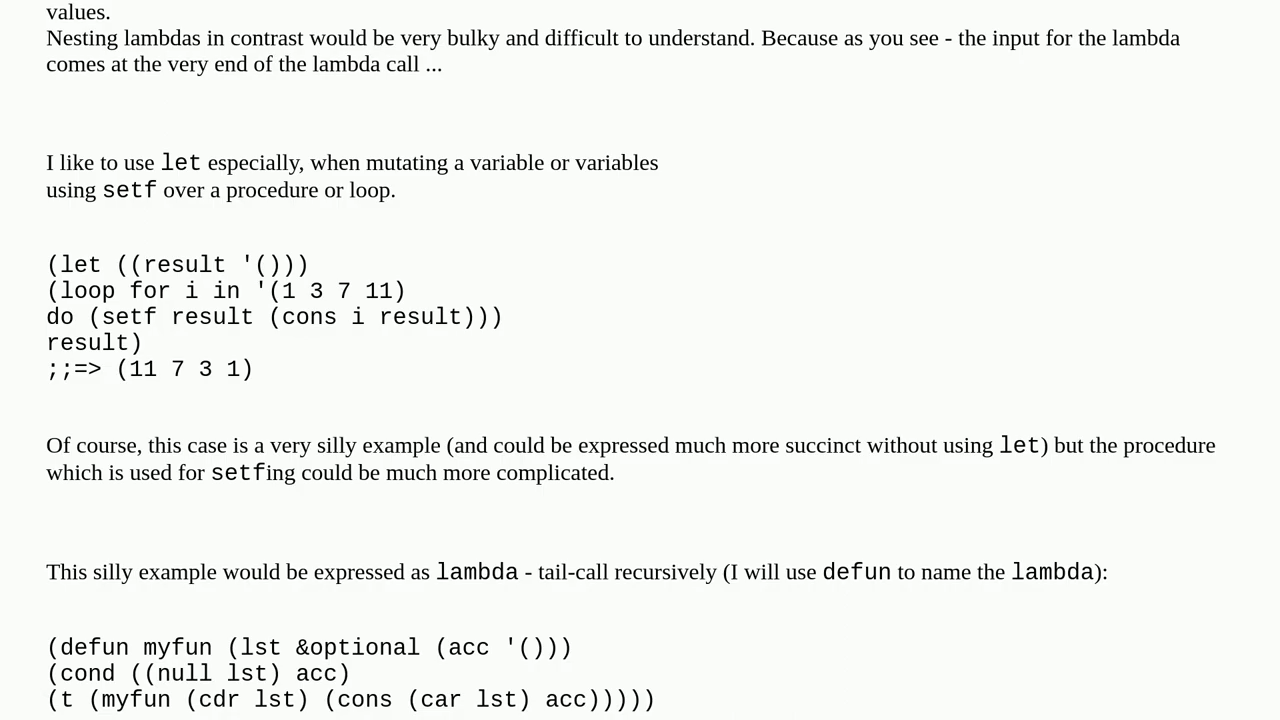 values.
Nesting lambdas in contrast would be very bulky and difficult to understand. Because as you see - the input for the lambda
comes at the very end of the lambda call ...
I like to use let especially, when mutating a variable or variables
using setf over a procedure or loop.
(let ((result '()))
(loop for i in '(1 3 7 11)
do (setf result (cons i result)))
result)
;;=> (11 7 3 1)
Of course, this case is a very silly example (and could be expressed much more succinct without using let) but the procedure
which is used for setfing could be much more complicated.
This silly example would be expressed as lambda - tail-call recursively (I will use defun to name the lambda):
(defun myfun (lst &optional (acc '()))
(cond ((null lst) acc)
(t (myfun (cdr lst) (cons (car lst) acc)))))